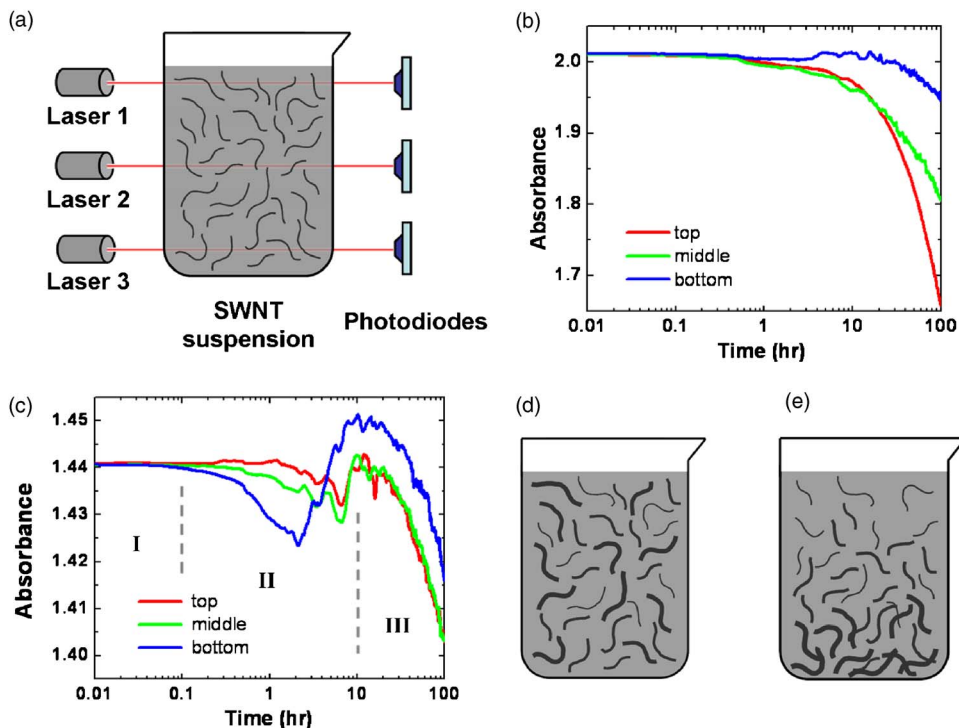 (a)
Laser 1
Laser 2
Laser 3
SWNT
suspension
Photodiodes
(b)
Absorbance
2.0
1.9
1.8
1.7
top
middle
bottom
0.01 0.1 1 10 100
Time (hr)
(c)
Absorbance
1.45
1.44
1.43
1.42
1.41
1.40
I
II
III
top
middle
bottom
0.01 0.1 1 10 100
Time (hr)
(d)
(e)